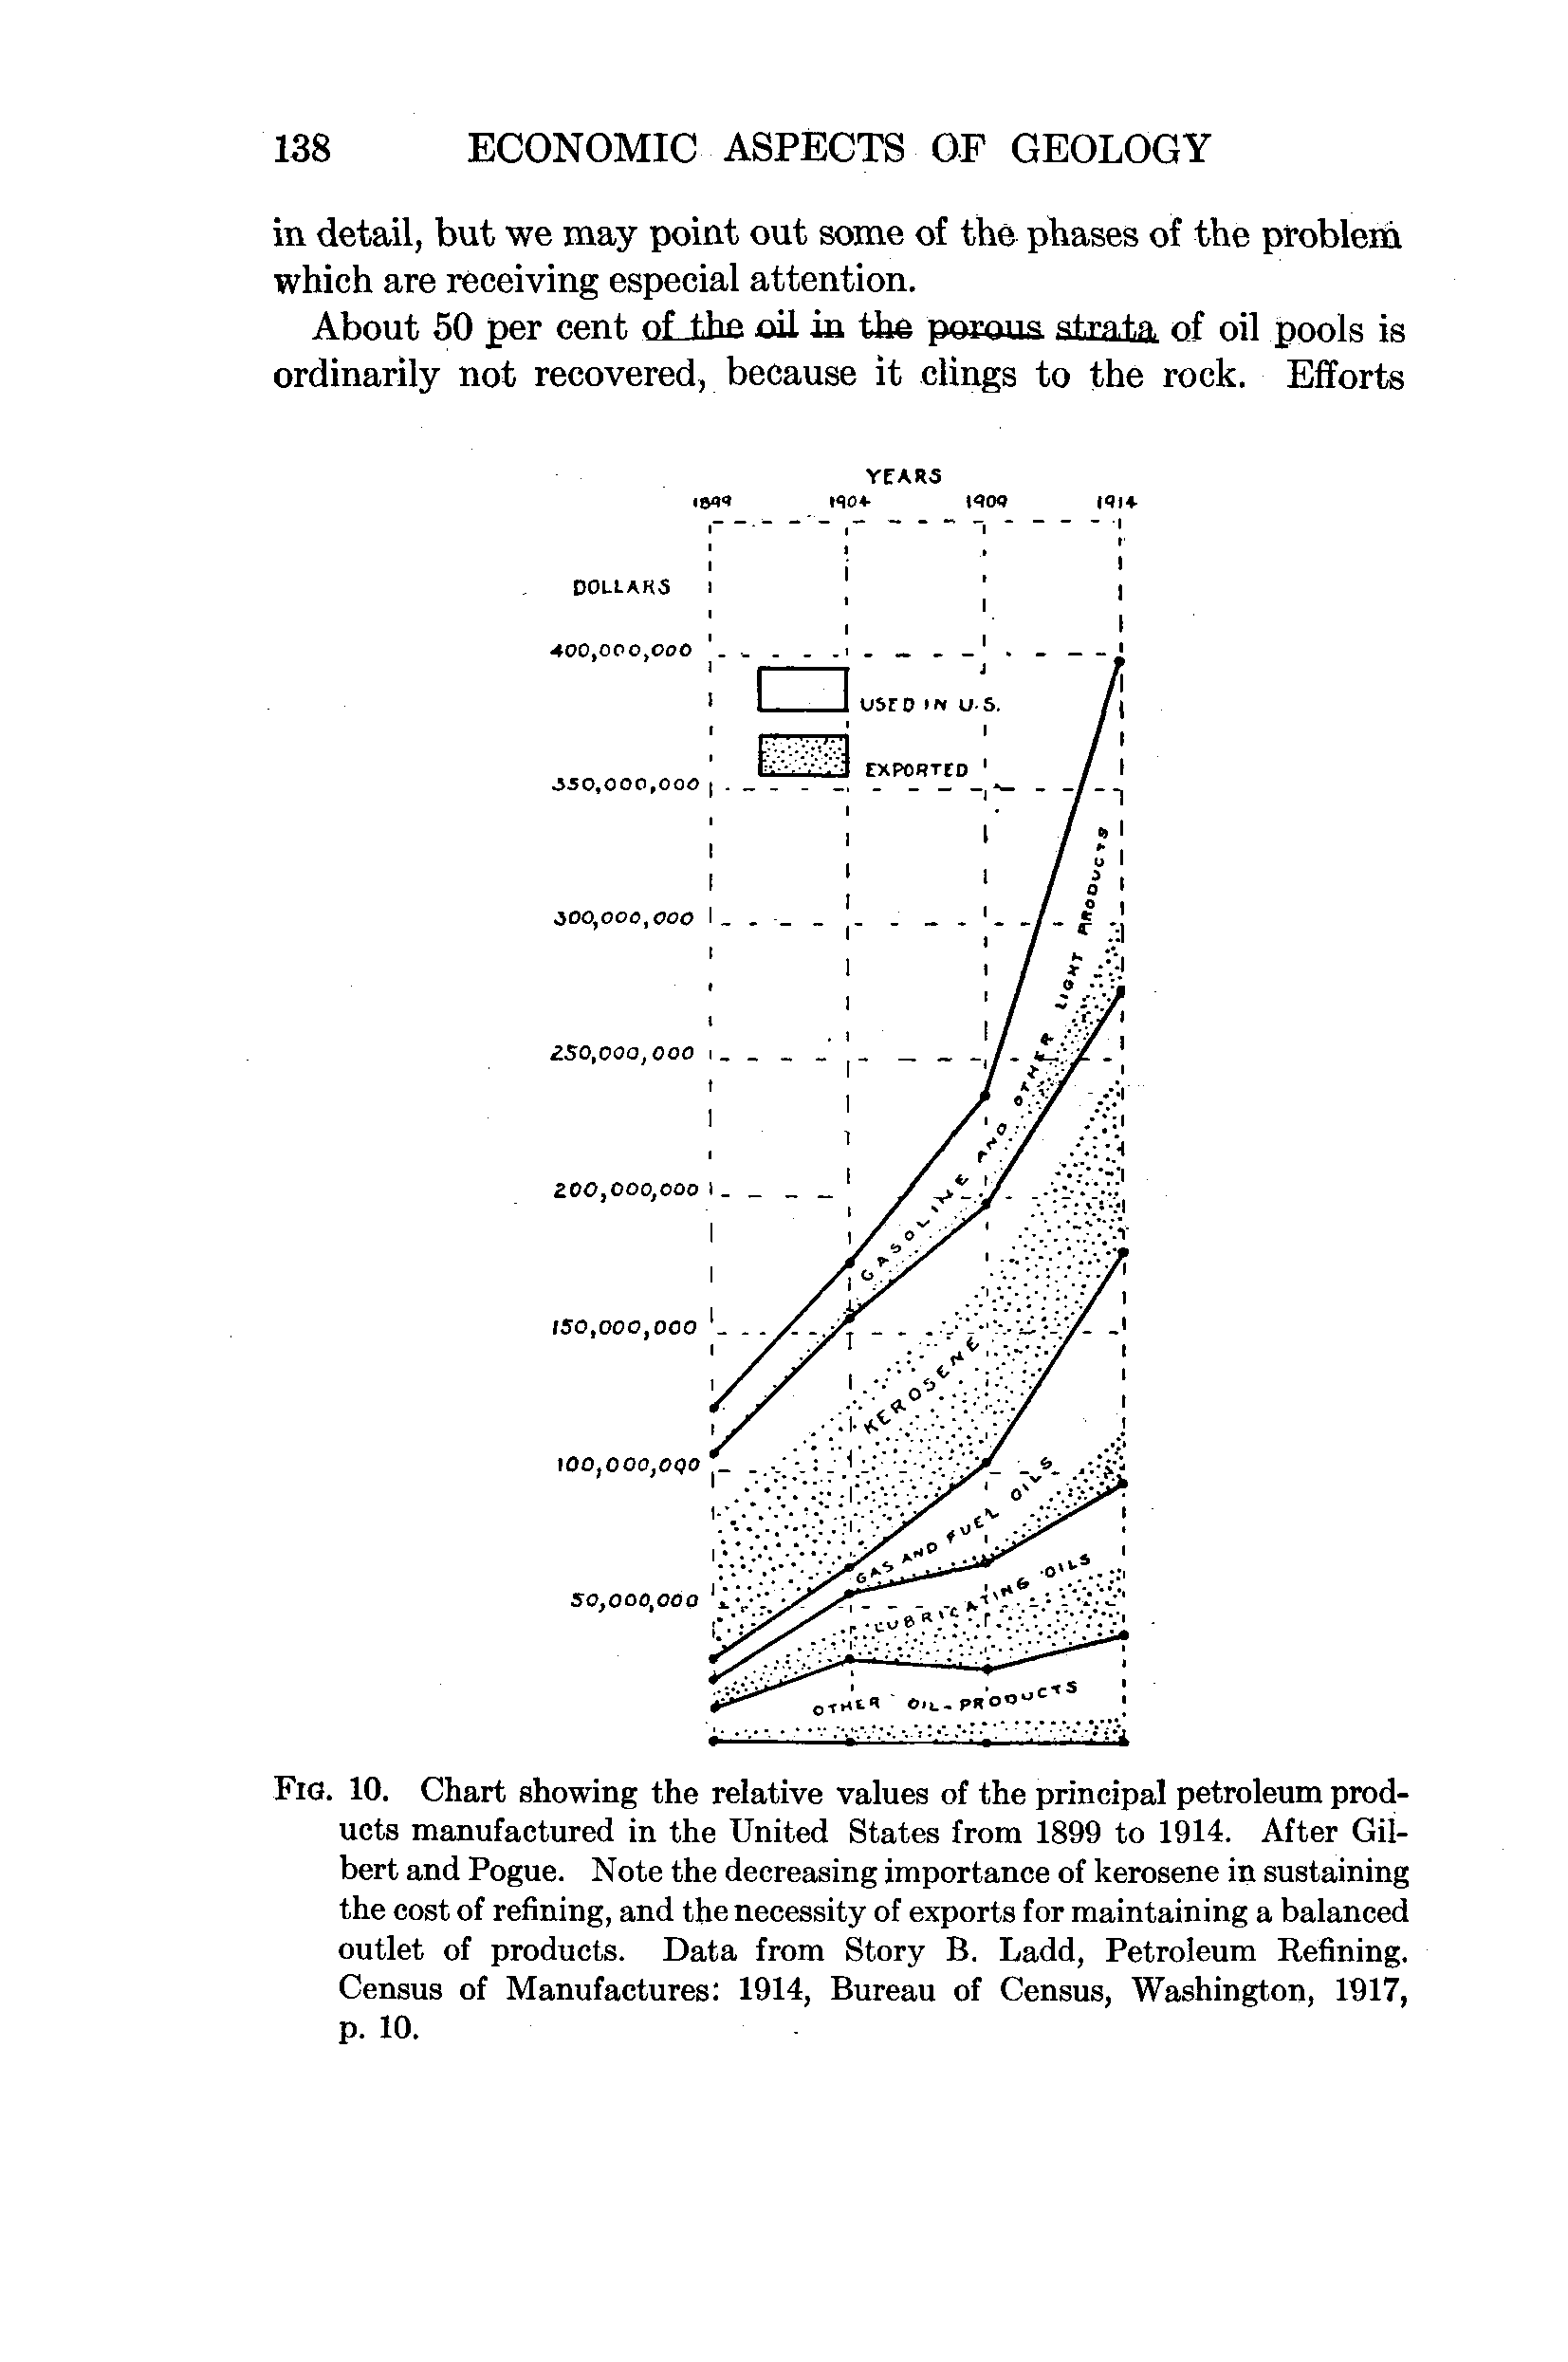 138 ECONOMIC ASPECTS OF GEOLOGY
in detail, but we may point out some of the phases of the problem
which are receiving especial attention.
About 50 per cent of the oil in the porous strata of oil pools is
ordinarily not recovered, because it clings to the rock. Efforts
YEARS
1899 1904 1909 1914
DOLLARS
400,000,000
USED IN U.S.
EXPORTED
350,000,000
300,000,000
250,000,000
200,000,000
150,000,000
100,000,000
50,000,000
GASOLINE AND OTHER LIGHT PRODUCTS
KEROSENE
GAS AND FUEL OILS
LUBRICATING OILS
OTHER OIL-PRODUCTS
FIG. 10. Chart showing the relative values of the principal petroleum prod-
ucts manufactured in the United States from 1899 to 1914. After Gil-
bert and Pogue. Note the decreasing importance of kerosene in sustaining
the cost of refining, and the necessity of exports for maintaining a balanced
outlet of products. Data from Story B. Ladd, Petroleum Refining.
Census of Manufactures: 1914, Bureau of Census, Washington, 1917,
p. 10.